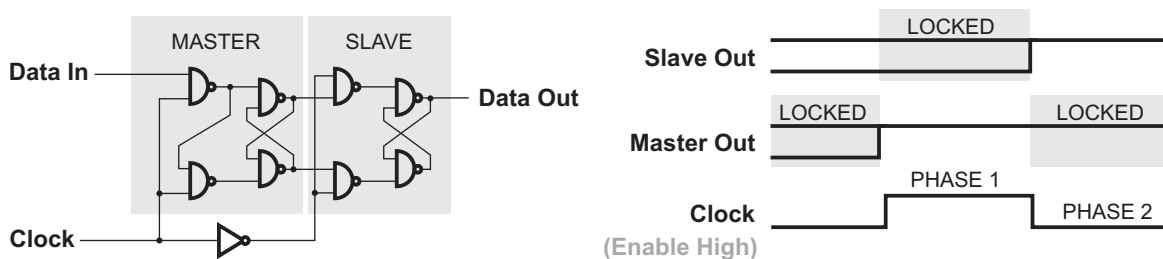 MASTER
SLAVE
Data In
Data Out
Clock
LOCKED
Slave Out
LOCKED
LOCKED
Master Out
PHASE 1
Clock
PHASE 2
(Enable High)